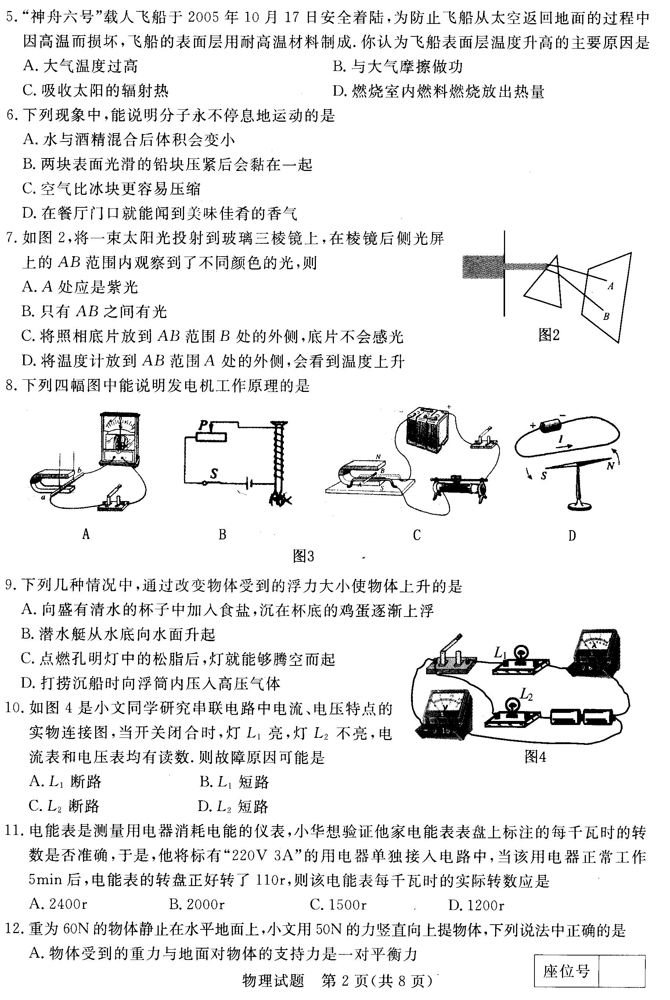 5. “神舟六号”载人飞船于 2005 年 10 月 17 日安全着陆,为防止飞船从太空返回地面的过程中
因高温而损坏,飞船的表面层用耐高温材料制成. 你认为飞船表面层温度升高的主要原因是
A. 大气温度过高 B. 与大气摩擦做功
C. 吸收太阳的辐射热 D. 燃烧室内燃料燃烧放出热量
6. 下列现象中,能说明分子永不停息地运动的是
A. 水与酒精混合后体积会变小
B. 两块表面光滑的铅块压紧后会黏在一起
C. 空气比冰块更容易压缩
D. 在餐厅门口就能闻到美味佳肴的香气
7. 如图 2,将一束太阳光投射到玻璃三棱镜上,在棱镜后侧光屏
上的 AB 范围内观察到了不同颜色的光,则
A. A 处应是紫光
B. 只有 AB 之间有光
C. 将照相底片放到 AB 范围 B 处的外侧,底片不会感光
D. 将温度计放到 AB 范围 A 处的外侧,会看到温度上升
A
B
图2
8. 下列四幅图中能说明发电机工作原理的是
G
a
b
P
S
- +
N
B
A
S
+ -
I
S
N
A B C D
图3
9. 下列几种情况中,通过改变物体受到的浮力大小使物体上升的是
A. 向盛有清水的杯子中加入食盐,沉在杯底的鸡蛋逐渐上浮
B. 潜水艇从水底向水面升起
C. 点燃孔明灯中的松脂后,灯就能够腾空而起
D. 打捞沉船时向浮筒内压入高压气体
10. 如图 4 是小文同学研究串联电路中电流、电压特点的
实物连接图,当开关闭合时,灯 L₁ 亮,灯 L₂ 不亮,电
流表和电压表均有读数. 则故障原因可能是
A. L₁ 断路 B. L₁ 短路
C. L₂ 断路 D. L₂ 短路
L₁
A
V
L₂
图4
11. 电能表是测量用电器消耗电能的仪表,小华想验证他家电能表表盘上标注的每千瓦时的转
数是否准确,于是,他将标有“220V 3A”的用电器单独接入电路中,当该用电器正常工作
5min 后,电能表的转盘正好转了 110r,则该电能表每千瓦时的实际转数应是
A. 2400r B. 2000r C. 1500r D. 1200r
12. 重为 60N 的物体静止在水平地面上,小文用 50N 的力竖直向上提物体,下列说法中正确的是
A. 物体受到的重力与地面对物体的支持力是一对平衡力
物理试题 第 2 页(共 8 页)
座位号